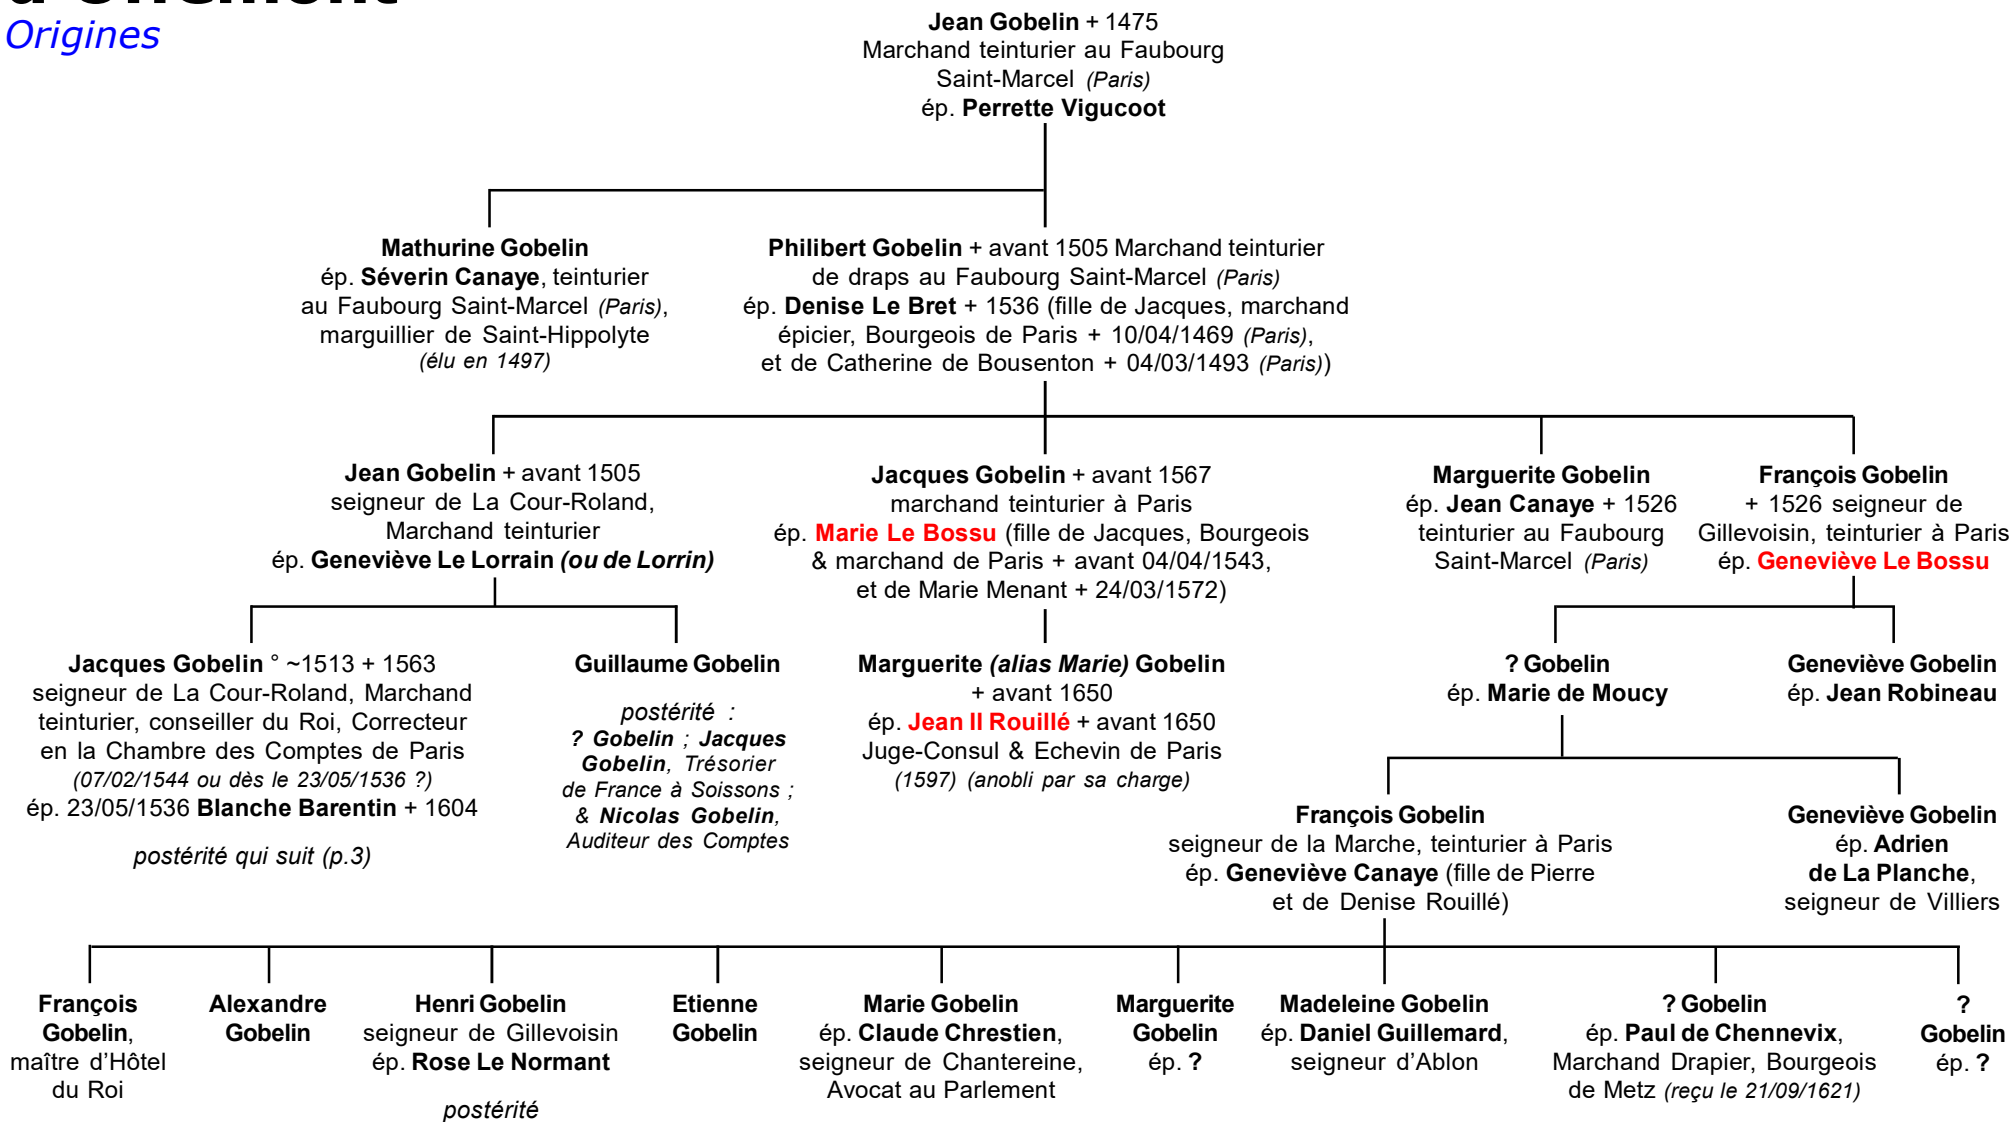 Origines
Jean Gobelin + 1475
Marchand teinturier au Faubourg
Saint-Marcel (Paris)
ép. Perrette Vigucoot
Mathurine Gobelin
ép. Séverin Canaye, teinturier
au Faubourg Saint-Marcel (Paris),
marguillier de Saint-Hippolyte
(élu en 1497)
Philibert Gobelin + avant 1505 Marchand teinturier
de draps au Faubourg Saint-Marcel (Paris)
ép. Denise Le Bret + 1536 (fille de Jacques, marchand
épicier, Bourgeois de Paris + 10/04/1469 (Paris),
et de Catherine de Bousenton + 04/03/1493 (Paris))
Jean Gobelin + avant 1505
seigneur de La Cour-Roland,
Marchand teinturier
ép. Geneviève Le Lorrain (ou de Lorrin)
Jacques Gobelin + avant 1567
marchand teinturier à Paris
ép. Marie Le Bossu (fille de Jacques, Bourgeois
& marchand de Paris + avant 04/04/1543,
et de Marie Menant + 24/03/1572)
Marguerite Gobelin
ép. Jean Canaye + 1526
teinturier au Faubourg
Saint-Marcel (Paris)
François Gobelin
+ 1526 seigneur de
Gillevoisin, teinturier à Paris
ép. Geneviève Le Bossu
Jacques Gobelin ° ~1513 + 1563
seigneur de La Cour-Roland, Marchand
teinturier, conseiller du Roi, Correcteur
en la Chambre des Comptes de Paris
(07/02/1544 ou dès le 23/05/1536 ?)
ép. 23/05/1536 Blanche Barentin + 1604
postérité qui suit (p.3)
Guillaume Gobelin
postérité :
? Gobelin ; Jacques
Gobelin, Trésorier
de France à Soissons ;
& Nicolas Gobelin,
Auditeur des Comptes
Marguerite (alias Marie) Gobelin
+ avant 1650
ép. Jean II Rouillé + avant 1650
Juge-Consul & Echevin de Paris
(1597) (anobli par sa charge)
? Gobelin
ép. Marie de Moucy
Geneviève Gobelin
ép. Jean Robineau
François Gobelin
seigneur de la Marche, teinturier à Paris
ép. Geneviève Canaye (fille de Pierre
et de Denise Rouillé)
Geneviève Gobelin
ép. Adrien
de La Planche,
seigneur de Villiers
François
Gobelin,
maître d'Hôtel
du Roi
Alexandre
Gobelin
Henri Gobelin
seigneur de Gillevoisin
ép. Rose Le Normant
postérité
Etienne
Gobelin
Marie Gobelin
ép. Claude Chrestien,
seigneur de Chantereine,
Avocat au Parlement
Marguerite
Gobelin
ép. ?
Madeleine Gobelin
ép. Daniel Guillemard,
seigneur d'Ablon
? Gobelin
ép. Paul de Chennevix,
Marchand Drapier, Bourgeois
de Metz (reçu le 21/09/1621)
?
Gobelin
ép. ?